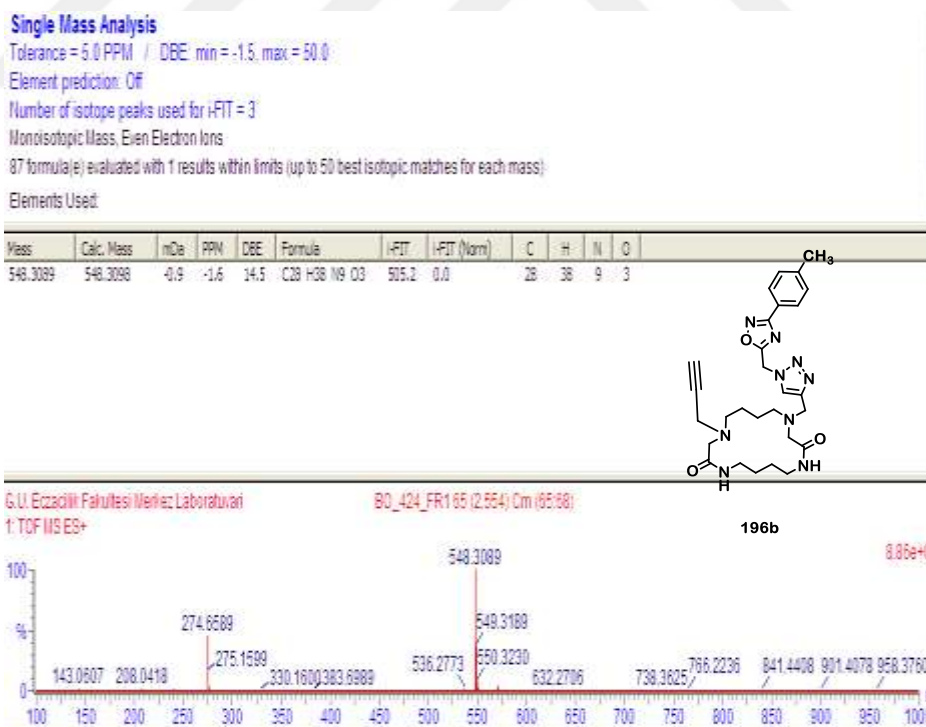 Single Mass Analysis
Tolerance = 5.0 PPM / DBE: min = -1.5, max = 50.0
Element prediction: Off
Number of isotope peaks used for i-FIT = 3
Monoisotopic Mass, Even Electron Ions
87 formula(e) evaluated with 1 results within limits (up to 50 best isotopic matches for each mass)
Elements Used:
Mass Calc. Mass mDa PPM DBE Formula i-FIT i-FIT (Norm) C H N O
548.3089 548.3098 -0.9 -1.6 14.5 C28 H38 N9 O3 505.2 0.0 28 38 9 3
CH3
N
O N
N N N
N N
O N H NH O
196b
G.U. Eczacilik Fakultesi Merkez Laboratuvari BO_424_FR1 65 (2.554) Cm (65:68)
1: TOF MS ES+
8.86e+
100
%
0
548.3089
549.3189
550.3230
274.6589
275.1599
143.0607 208.0418 330.1600 383.6989 536.2773 632.2706 738.3625 766.2236 841.4408 901.4078 958.3760
100 150 200 250 300 350 400 450 500 550 600 650 700 750 800 850 900 950 100